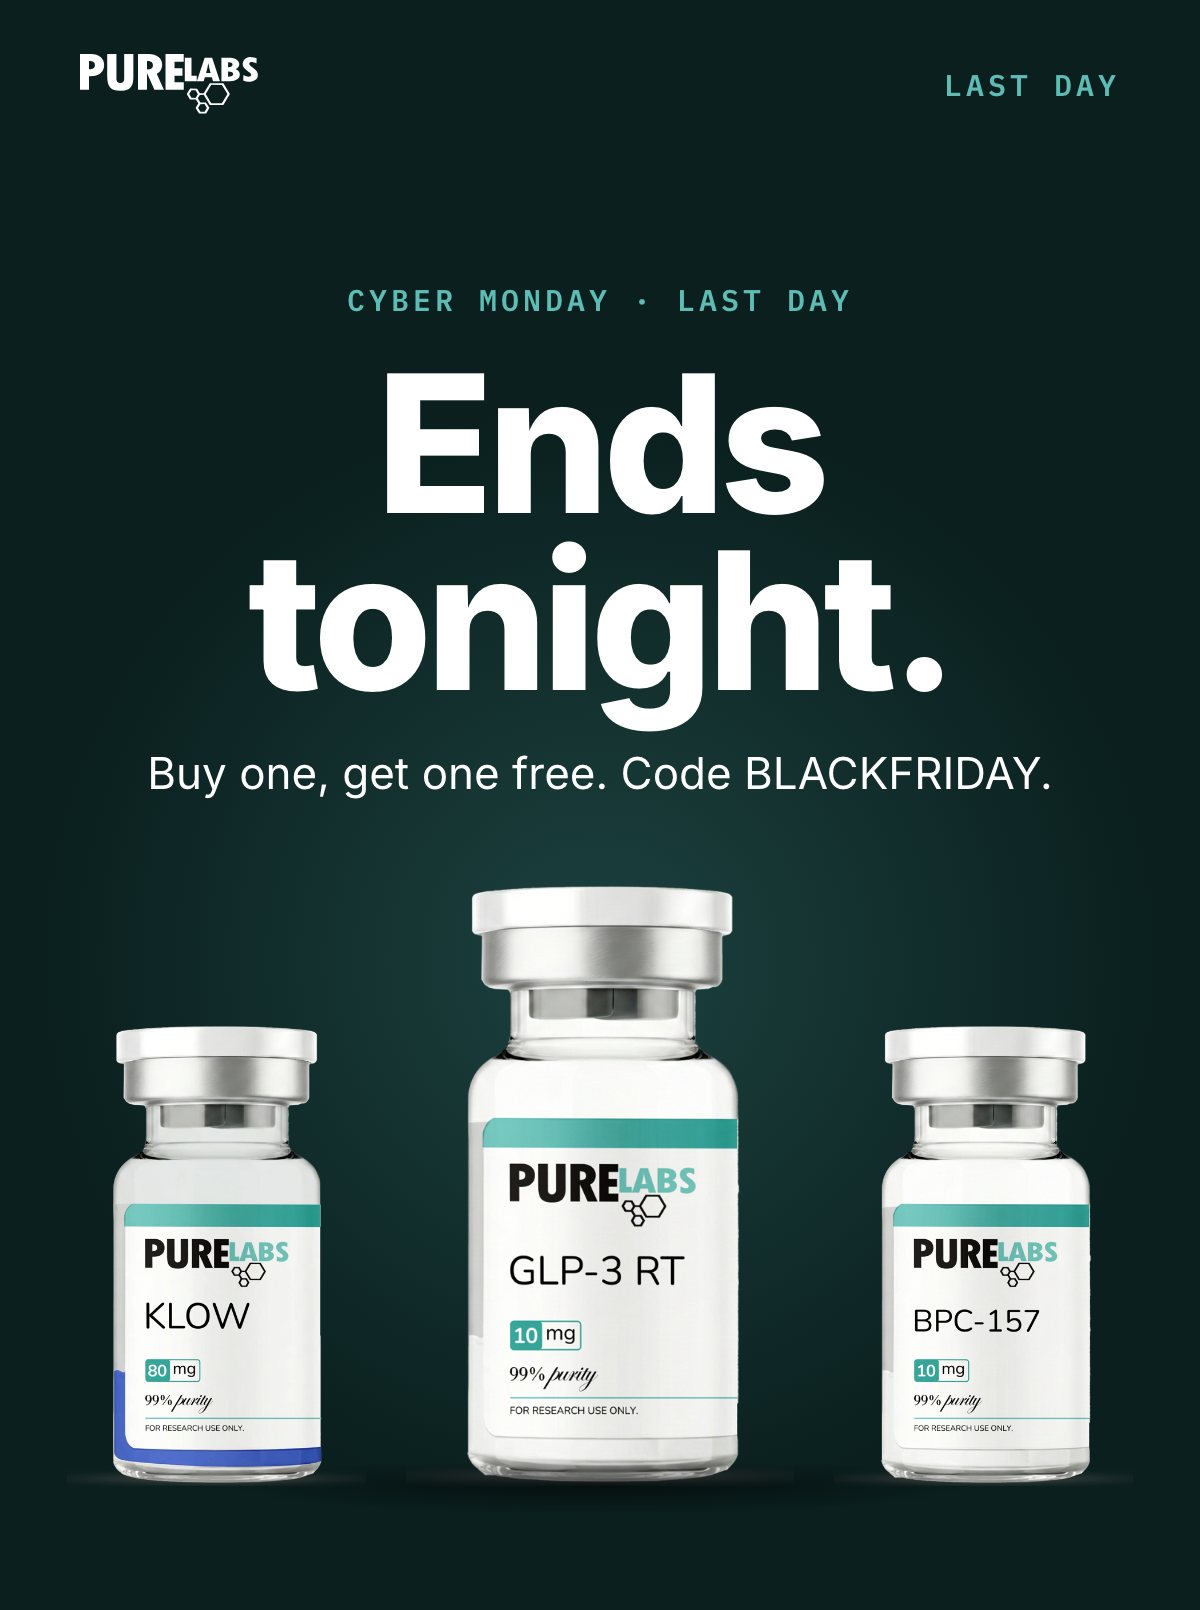 PURELABS
LAST DAY
CYBER MONDAY · LAST DAY
Ends
tonight.
Buy one, get one free. Code BLACKFRIDAY.
PURELABS
KLOW
80 mg
99% purity
FOR RESEARCH USE ONLY.
PURELABS
GLP-3 RT
10 mg
99% purity
FOR RESEARCH USE ONLY.
PURELABS
BPC-157
10 mg
99% purity
FOR RESEARCH USE ONLY.